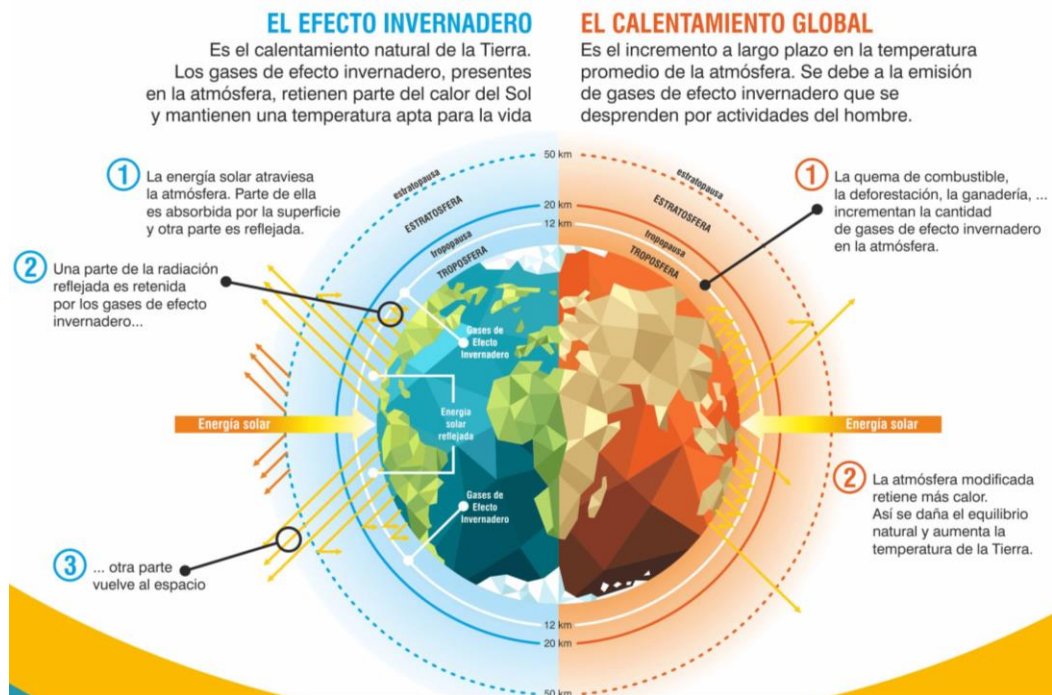 EL EFECTO INVERNADERO
Es el calentamiento natural de la Tierra.
Los gases de efecto invernadero, presentes
en la atmósfera, retienen parte del calor del Sol
y mantienen una temperatura apta para la vida
EL CALENTAMIENTO GLOBAL
Es el incremento a largo plazo en la temperatura
promedio de la atmósfera. Se debe a la emisión
de gases de efecto invernadero que se
desprenden por actividades del hombre.
1
La energía solar atraviesa
la atmósfera. Parte de ella
es absorbida por la superficie
y otra parte es reflejada.
2
Una parte de la radiación
reflejada es retenida
por los gases de efecto
invernadero...
3
... otra parte
vuelve al espacio
50 km
estratopausa
ESTRATOSFERA
20 km
12 km
tropopausa
TROPOSFERA
estratopausa
ESTRATOSFERA
tropopausa
TROPOSFERA
Gases de
Efecto
Invernadero
Energía
solar
reflejada
Gases de
Efecto
Invernadero
Energía solar
Energía solar
1
La quema de combustible,
la deforestación, la ganadería, ...
incrementan la cantidad
de gases de efecto invernadero
en la atmósfera.
2
La atmósfera modificada
retiene más calor.
Así se daña el equilibrio
natural y aumenta la
temperatura de la Tierra.
12 km
20 km
50 km